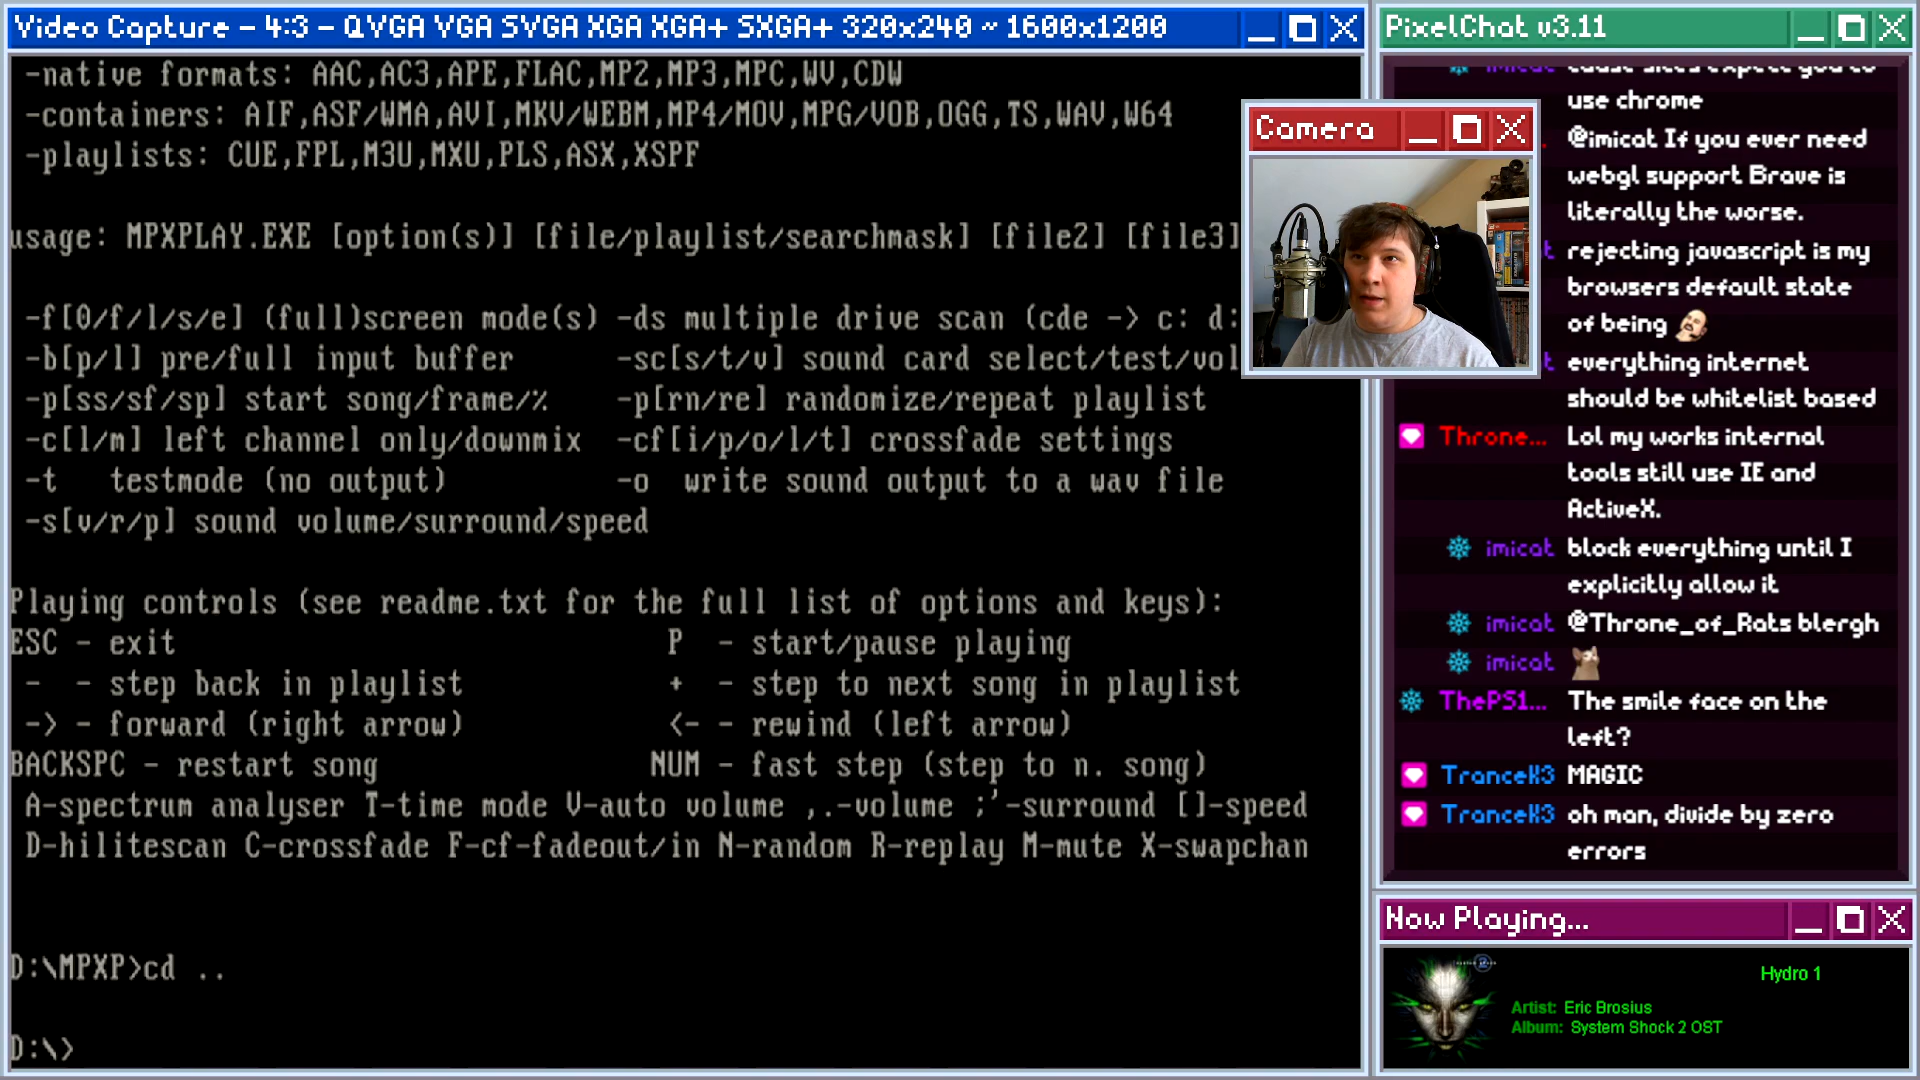 Video Capture - 4:3 - QVGA VGA SVGA XGA XGA+ SXGA+ 320x240 ~ 1600x1200
-native formats: AAC,AC3,APE,FLAC,MP2,MP3,MPC,WV,CDW
-containers: AIF,ASF/WMA,AVI,MKV/WEBM,MP4/MOV,MPG/VOB,OGG,TS,WAV,W64
-playlists: CUE,FPL,M3U,MXU,PLS,ASX,XSPF
usage: MPXPLAY.EXE [option(s)] [file/playlist/searchmask] [file2] [file3]
-f[0/f/l/s/e] (full)screen mode(s) -ds multiple drive scan (cde -> c: d:
-b[p/l] pre/full input buffer -sc[s/t/v] sound card select/test/vol
-p[ss/sf/sp] start song/frame/% -p[rn/re] randomize/repeat playlist
-c[l/m] left channel only/downmix -cf[i/p/o/l/t] crossfade settings
-t testmode (no output) -o write sound output to a wav file
-s[v/r/p] sound volume/surround/speed
Playing controls (see readme.txt for the full list of options and keys):
ESC - exit P - start/pause playing
- - step back in playlist + - step to next song in playlist
-> - forward (right arrow) <- - rewind (left arrow)
BACKSPC - restart song NUM - fast step (step to n. song)
A-spectrum analyser T-time mode V-auto volume ,.-volume ;'-surround []-speed
D-hilitescan C-crossfade F-cf-fadeout/in N-random R-replay M-mute X-swapchan
D:\MPXP>cd ..
D:\>
Camera
PixelChat v3.11
imicat cause sites expect you to
use chrome
@imicat If you ever need
webgl support Brave is
literally the worse.
t rejecting javascript is my
browsers default state
of being
t everything internet
should be whitelist based
Throne... Lol my works internal
tools still use IE and
ActiveX.
imicat block everything until I
explicitly allow it
imicat @Throne_of_Rats blergh
imicat
ThePS1... The smile face on the
left?
TranceX3 MAGIC
TranceX3 oh man, divide by zero
errors
Now Playing...
Hydro 1
Artist: Eric Brosius
Album: System Shock 2 OST